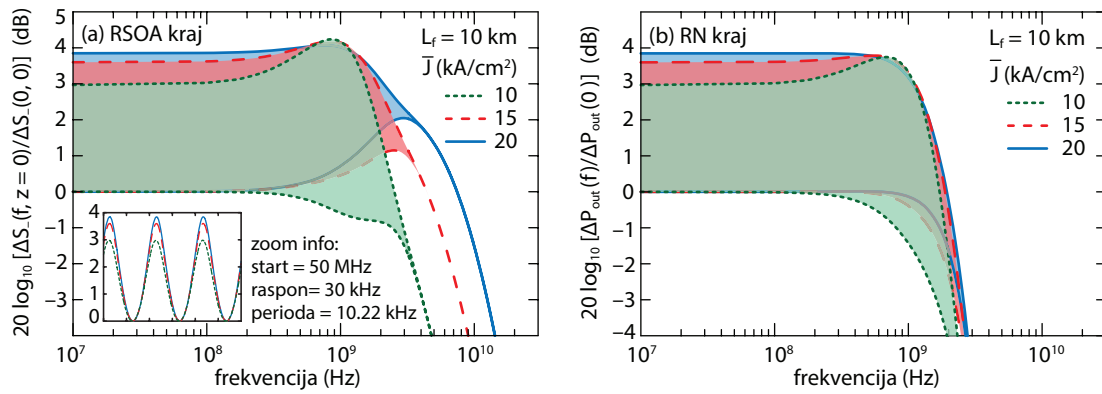 20 log10 [ΔS_(f, z = 0)/ΔS_(0, 0)] (dB)
5
4
3
2
1
0
−1
−2
−3
(a) RSOA kraj
L_f = 10 km
J̅ (kA/cm²)
10
15
20
4
3
2
1
0
zoom info:
start = 50 MHz
raspon= 30 kHz
perioda = 10.22 kHz
10⁷
10⁸
10⁹
10¹⁰
frekvencija (Hz)
20 log₁₀ [ΔP_out(f)/ΔP_out(0)] (dB)
5
4
3
2
1
0
−1
−2
−3
−4
(b) RN kraj
L_f = 10 km
J̅ (kA/cm²)
10
15
20
10⁷
10⁸
10⁹
10¹⁰
frekvencija (Hz)